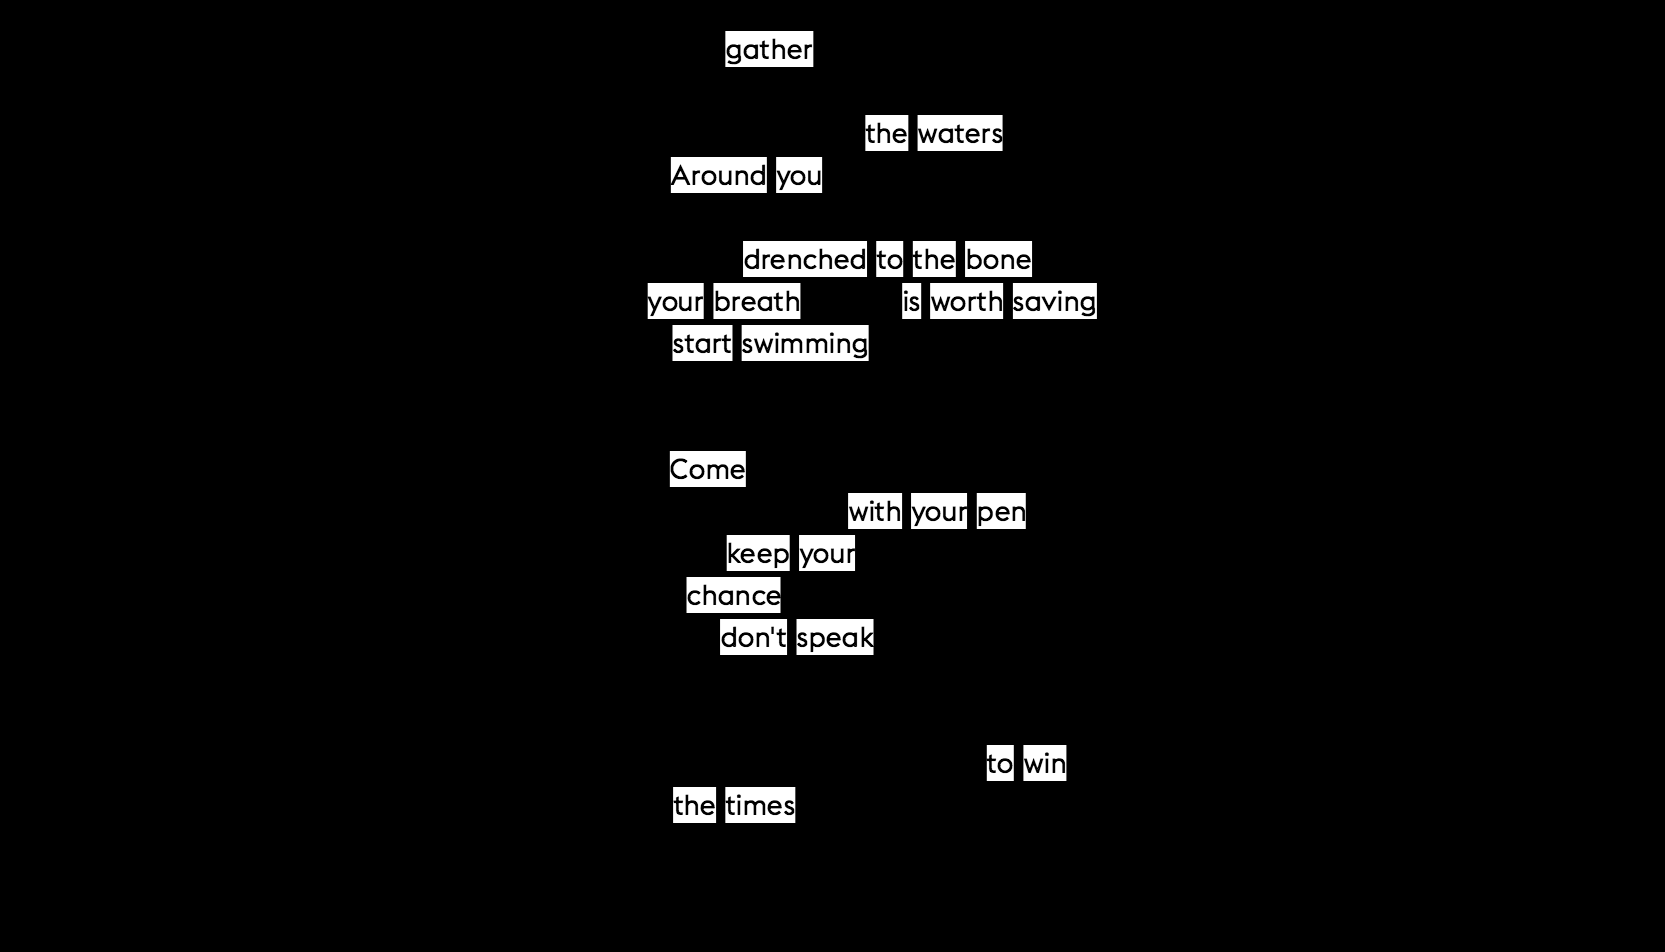 gather
the waters
Around you
drenched to the bone
your breath is worth saving
start swimming
Come
with your pen
keep your
chance
don't speak
to win
the times